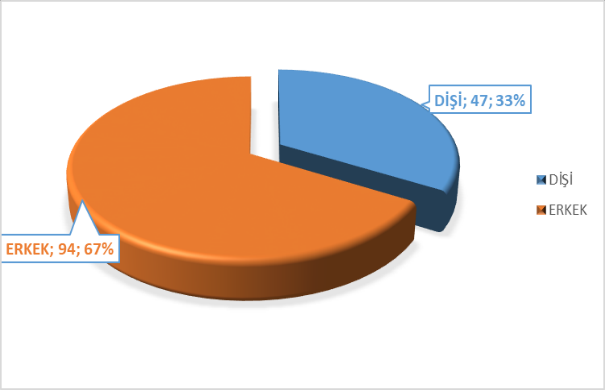 DİŞİ; 47; 33%
ERKEK; 94; 67%
DİŞİ
ERKEK